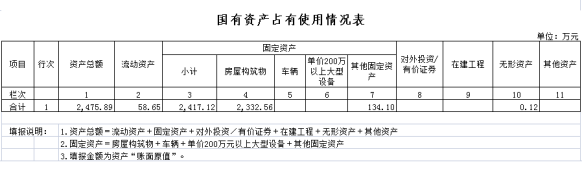 国有资产占有使用情况表
单位：万元
项目 行次 资产总额 流动资产 固定资产 对外投资/有价证券 在建工程 无形资产 其他资产
小计 房屋构筑物 车辆 单价200万以上大型设备 其他固定资产
栏次 1 2 3 4 5 6 7 8 9 10 11
合计 1 2,475.89 58.65 2,417.12 2,332.56 134.10 0.12
填报说明： 1.资产总额＝流动资产＋固定资产＋对外投资／有价证券＋在建工程＋无形资产＋其他资产
2.固定资产＝房屋构筑物＋车辆＋单价200万元以上大型设备＋其他固定资产
3.填报金额为资产“账面原值”。